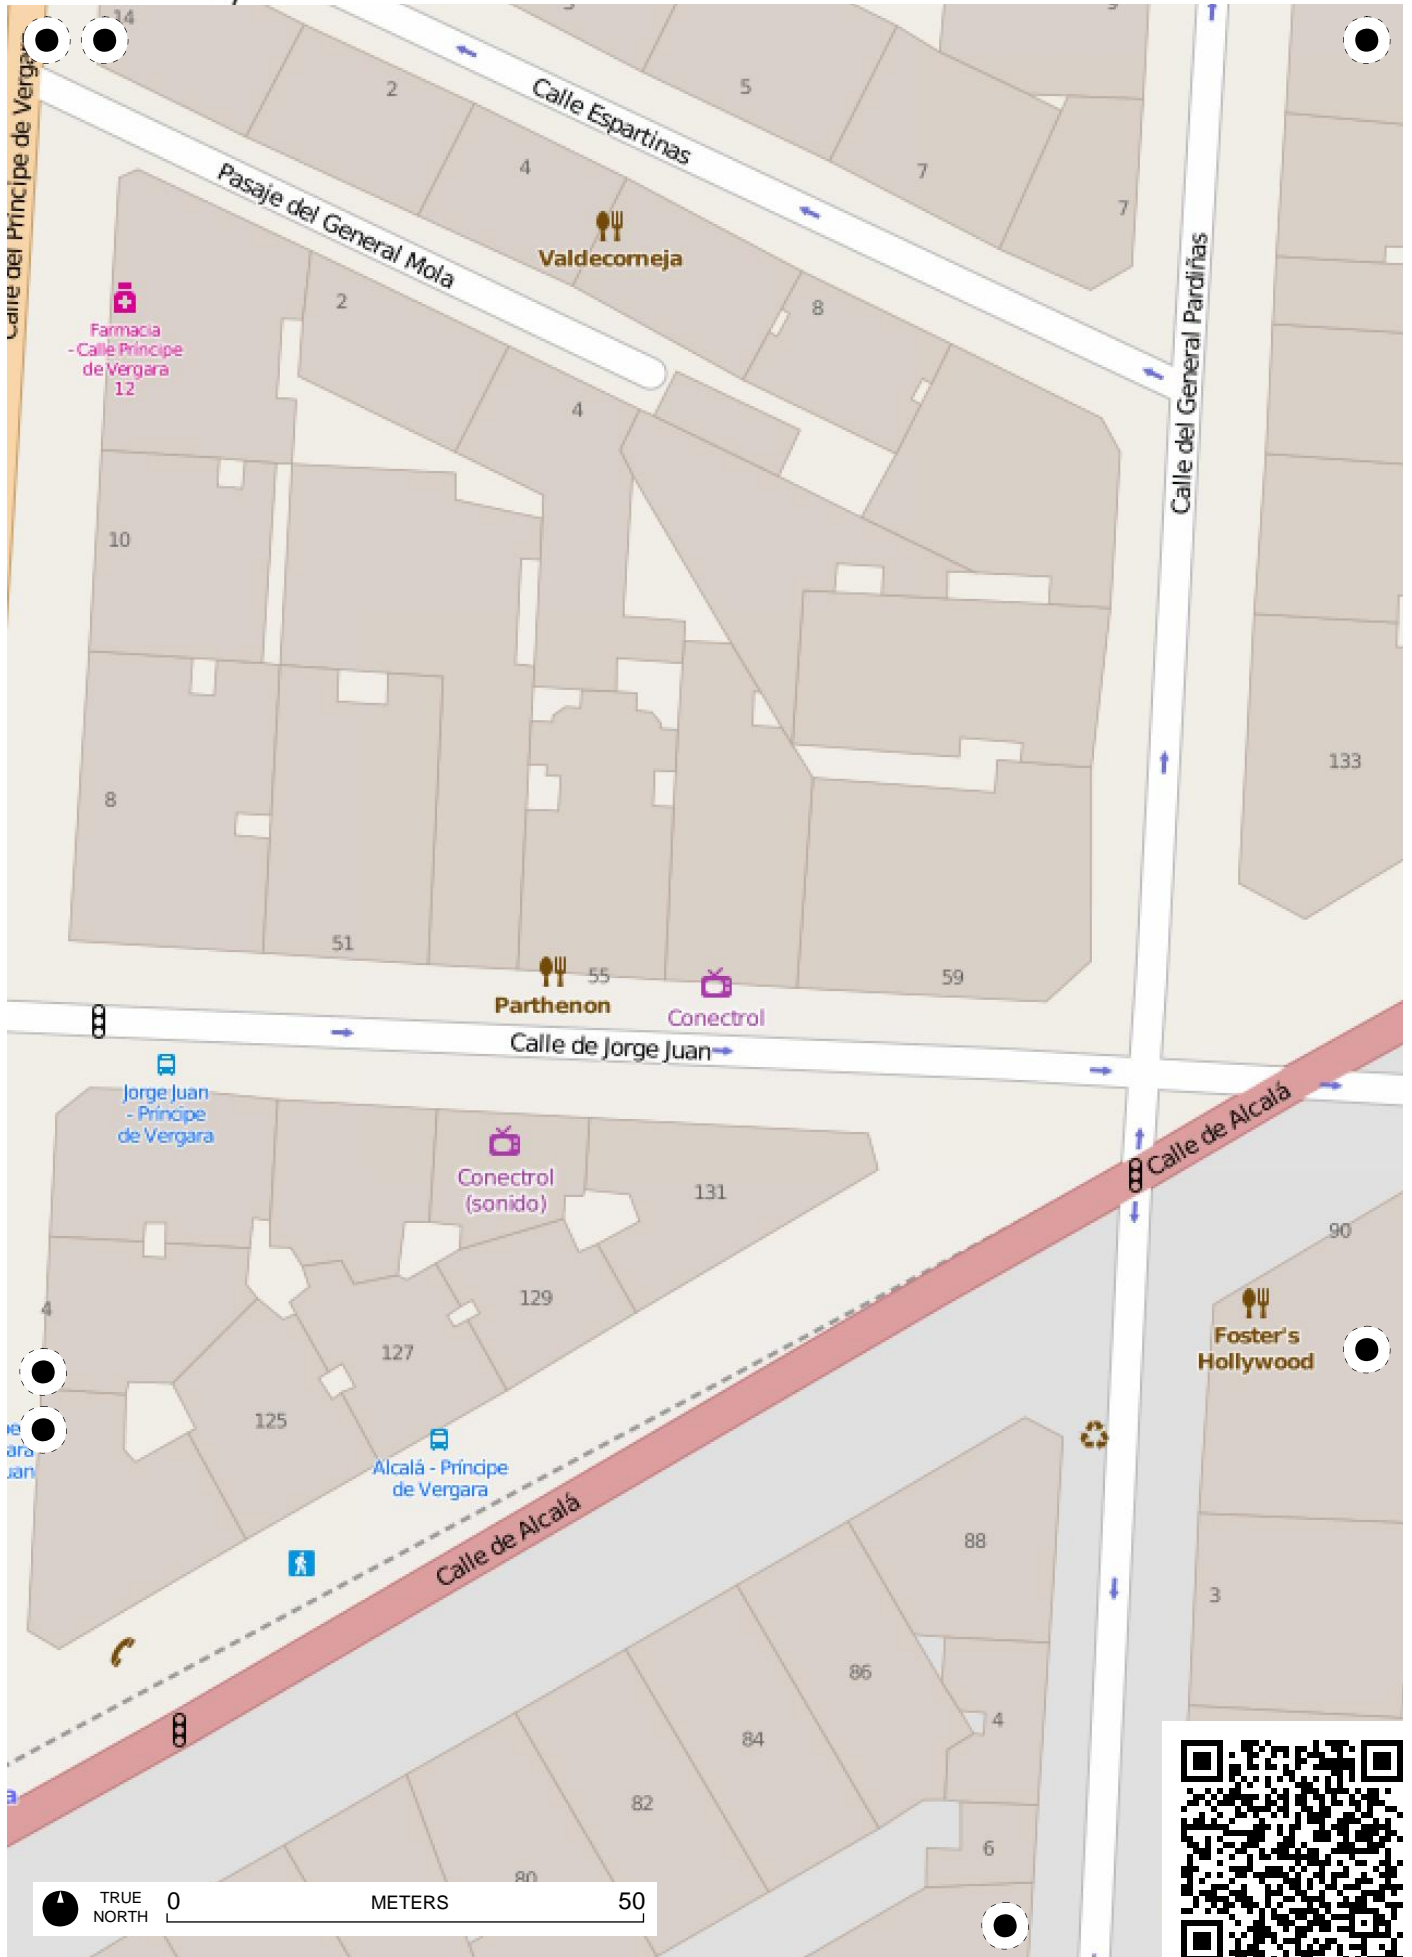 14
5
2
Calle Espartinas
Calle del Príncipe de Vergara
4
7
Pasaje del General Mola
7
Valdecorneja
Calle del General Pardiñas
2
8
Farmacia
- Calle Príncipe
de Vergara
12
4
10
133
8
51
55
59
Parthenon
Conectrol
Calle de Jorge Juan
Jorge Juan
- Príncipe
de Vergara
Calle de Alcalá
Conectrol
(sonido)
131
90
4
129
Foster's
Hollywood
127
125
Alcalá - Príncipe
de Vergara
Calle de Alcalá
88
3
86
4
84
a
82
6
80
TRUE
NORTH
0
METERS
50